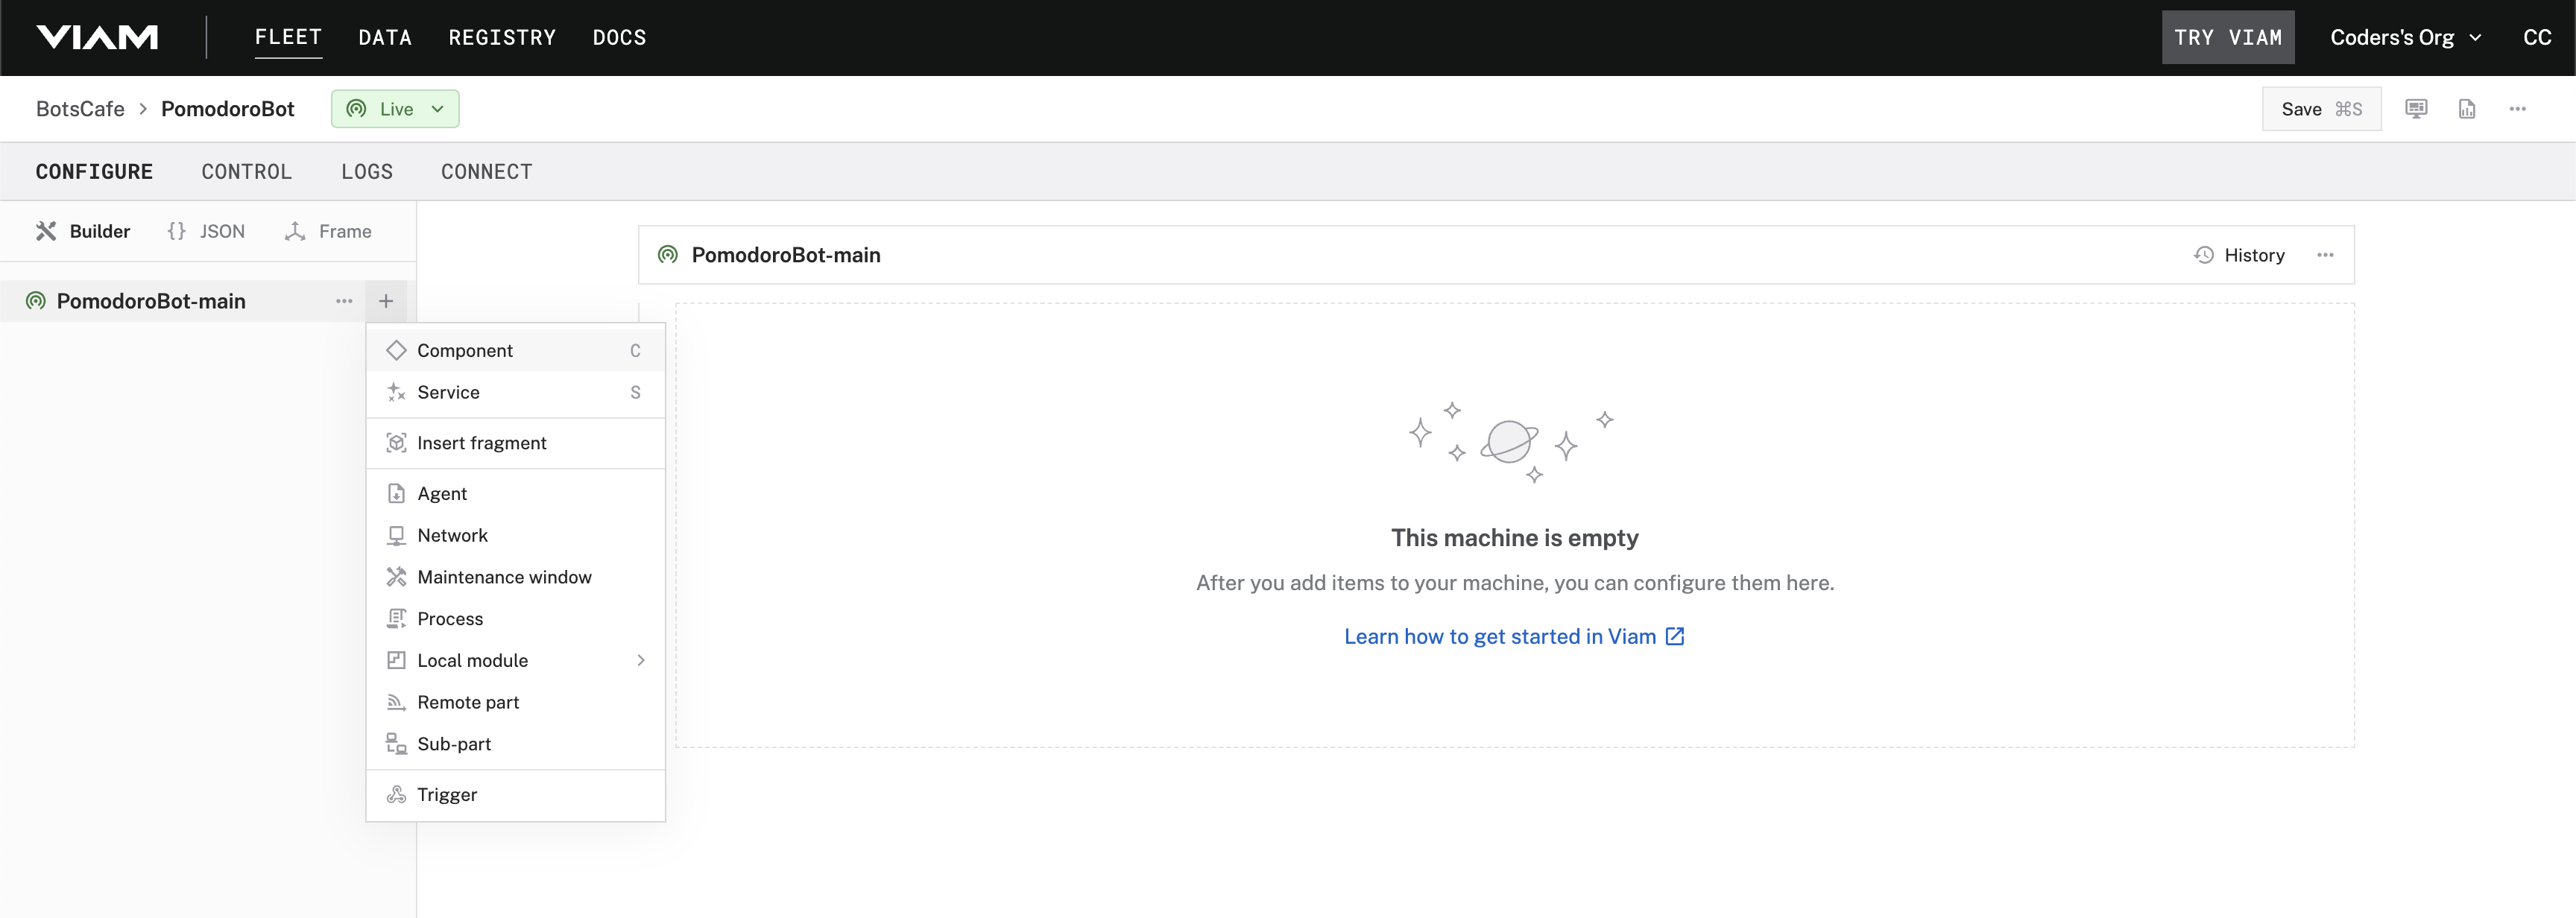 VIAM FLEET DATA REGISTRY DOCS TRY VIAM Coders's Org CC
BotsCafe > PomodoroBot Live Save ⌘S
CONFIGURE CONTROL LOGS CONNECT
Builder {} JSON Frame
PomodoroBot-main
PomodoroBot-main History
Component C
Service S
Insert fragment
Agent
Network
Maintenance window
Process
Local module
Remote part
Sub-part
Trigger
This machine is empty
After you add items to your machine, you can configure them here.
Learn how to get started in Viam